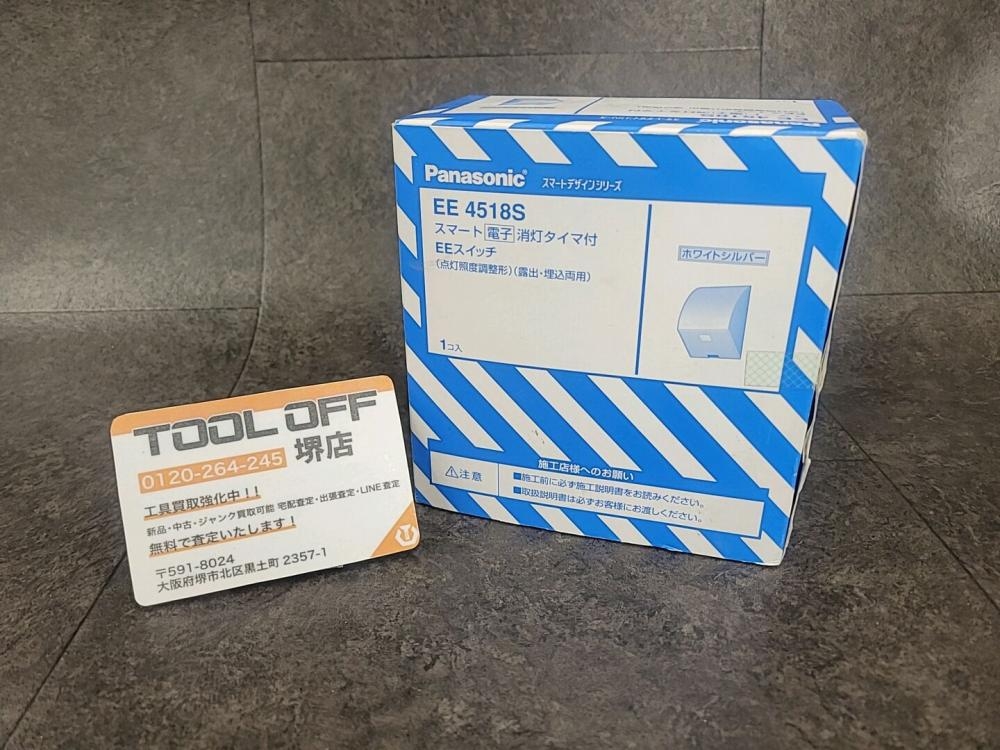 Panasonic
Panasonic スマートデザインシリーズ
EE 4518S
スマート 電子 消灯タイマ付
EEスイッチ
(点灯照度調整形)(露出・埋込両用)
1コ入
ホワイトシルバー
注意
施工店様へのお願い
■施工前に必ず施工説明書をお読みください。
■取扱説明書は必ずお客様にお渡しください。
TOOL OFF
堺店
0120-264-245
工具買取強化中!!
新品・中古・ジャンク買取可能 宅配査定・出張査定・LINE査定
無料で査定いたします!
〒591-8024
大阪府堺市北区黒土町 2357-1